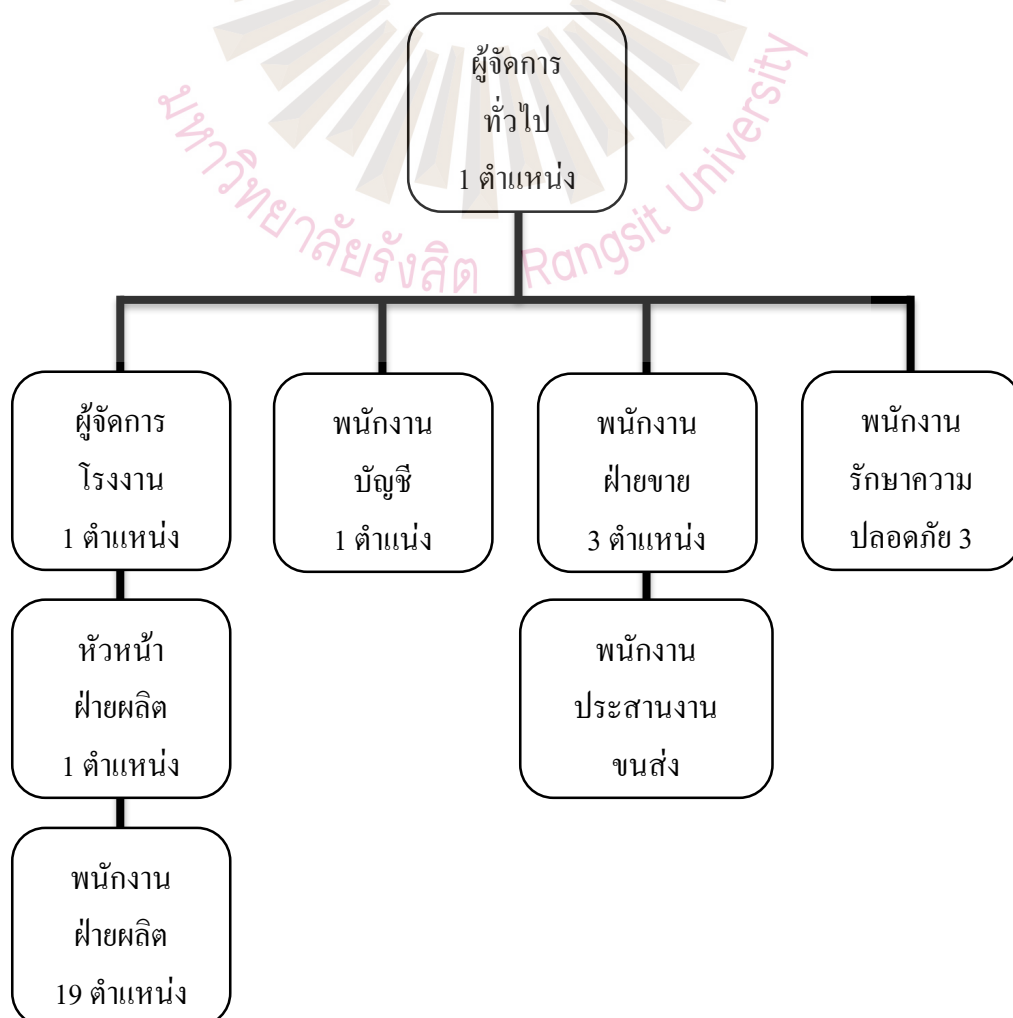 ผู้จัดการ
ทั่วไป
1 ตำแหน่ง
มหาวิทยาลัยรังสิต Rangsit University
ผู้จัดการ
โรงงาน
1 ตำแหน่ง
พนักงาน
บัญชี
1 ตำแน่ง
พนักงาน
ฝ่ายขาย
3 ตำแหน่ง
พนักงาน
รักษาความ
ปลอดภัย 3
หัวหน้า
ฝ่ายผลิต
1 ตำแหน่ง
พนักงาน
ประสานงาน
ขนส่ง
พนักงาน
ฝ่ายผลิต
19 ตำแหน่ง